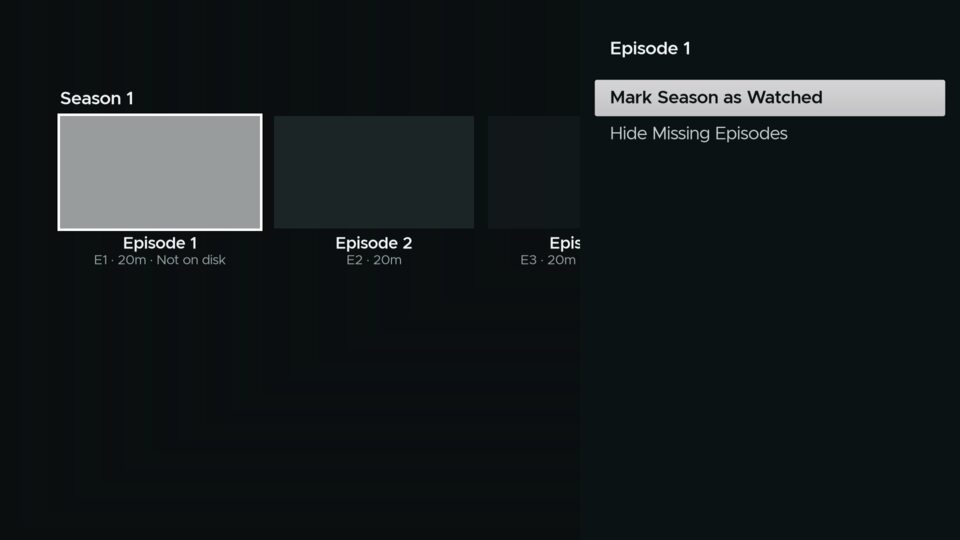 Season 1
Episode 1
E1 · 20m · Not on disk
Episode 2
E2 · 20m
Epis
E3 · 20m
Episode 1
Mark Season as Watched
Hide Missing Episodes